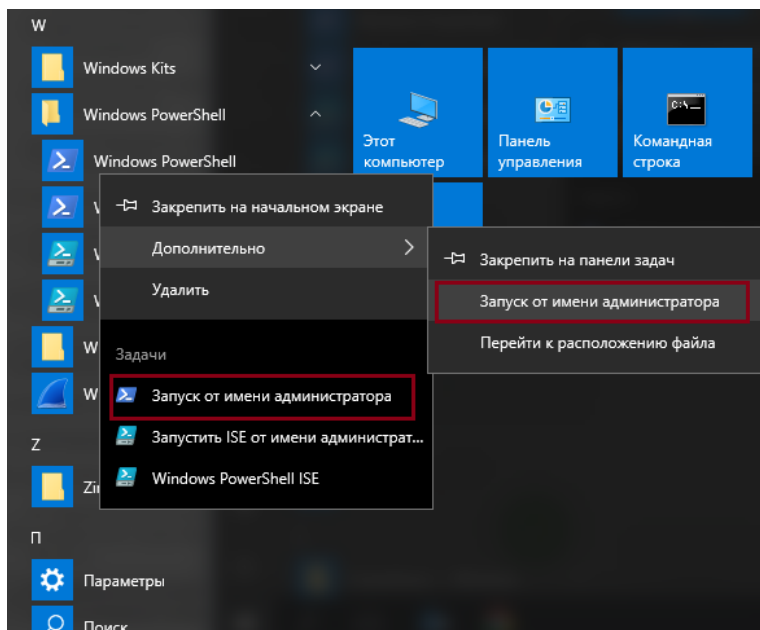 W
Windows Kits
Windows PowerShell
Windows PowerShell
Этот компьютер
Панель управления
C:\
Командная строка
Закрепить на начальном экране
Дополнительно
Удалить
Задачи
Запуск от имени администратора
Запустить ISE от имени администрат...
Windows PowerShell ISE
Закрепить на панели задач
Запуск от имени администратора
Перейти к расположению файла
W
W
Z
Zi
П
Параметры
Поиск